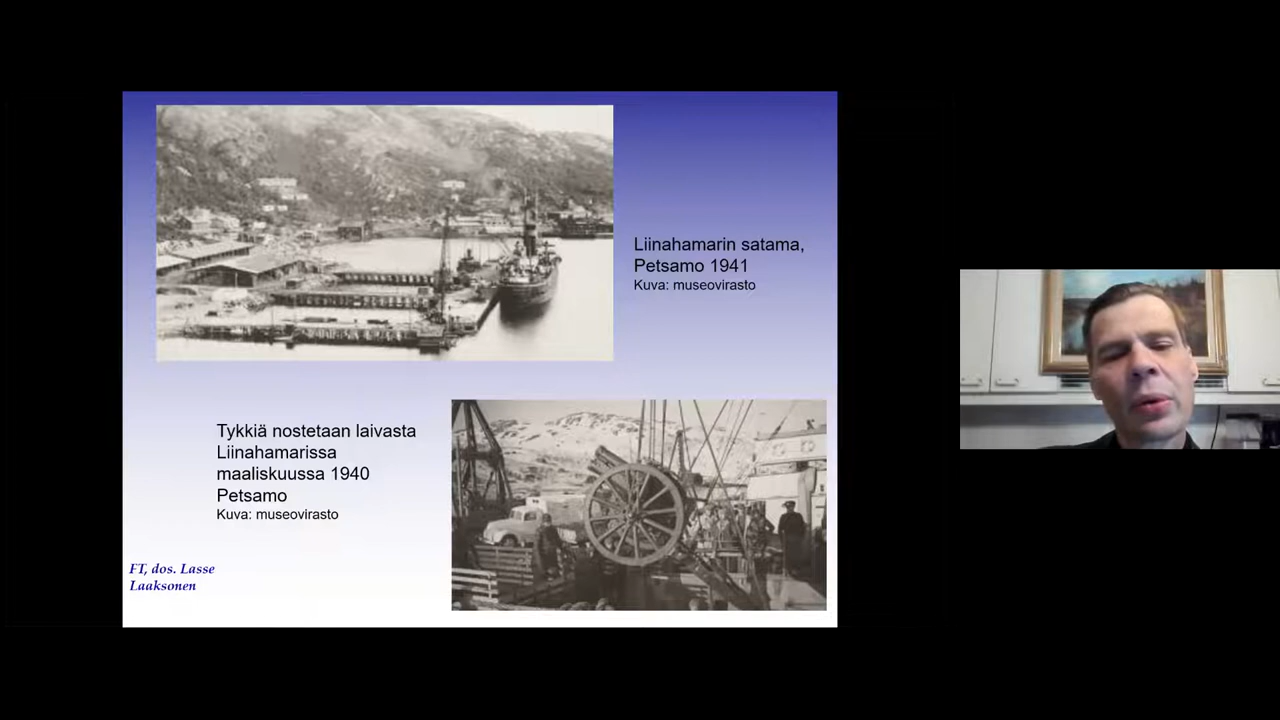 Liinahamarin satama,
Petsamo 1941
Kuva: museovirasto
Tykkiä nostetaan laivasta
Liinahamarissa
maaliskuussa 1940
Petsamo
Kuva: museovirasto
FT, dos. Lasse
Laaksonen